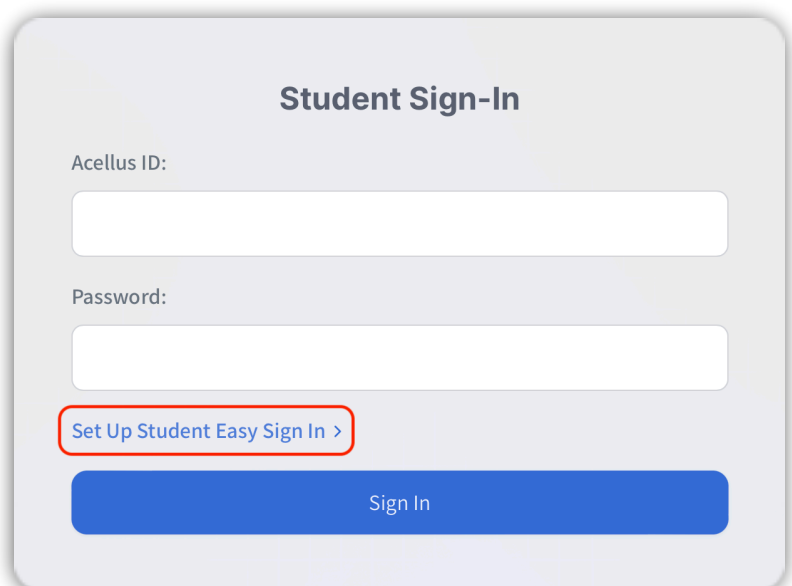 Student Sign-In
Acellus ID:
Password:
Set Up Student Easy Sign In >
Sign In